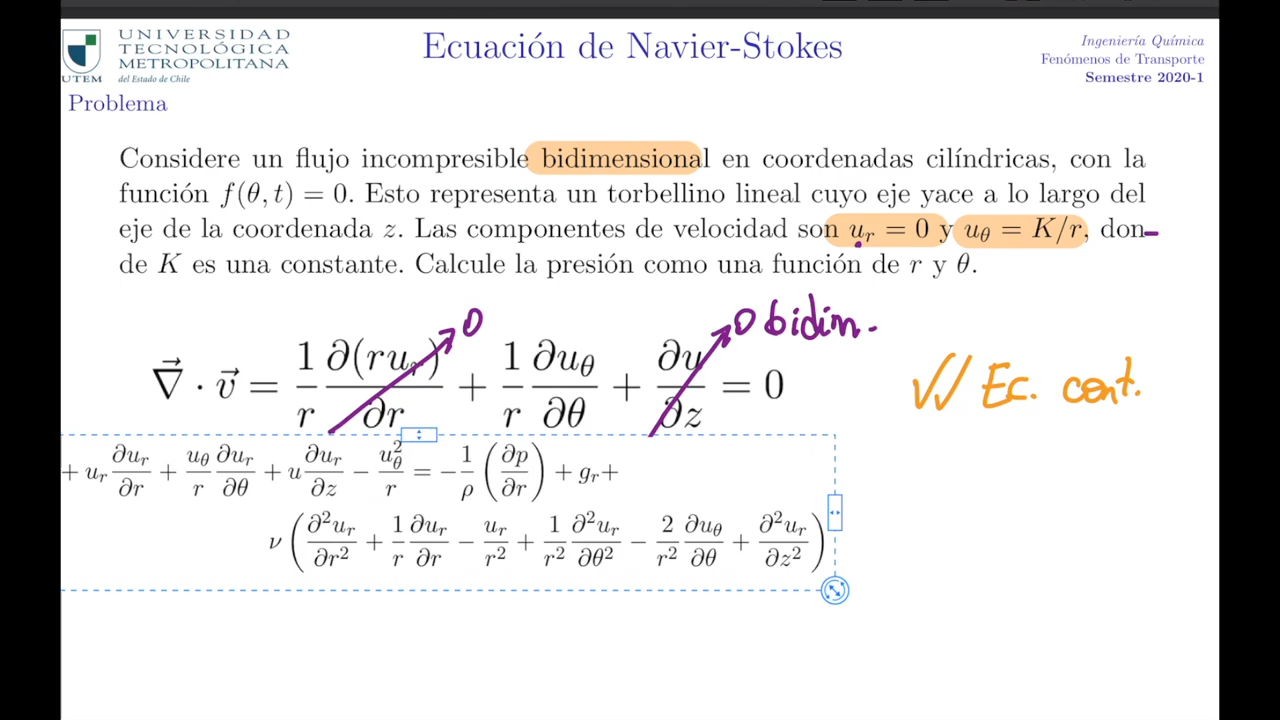 UNIVERSIDAD
TECNOLÓGICA
METROPOLITANA
del Estado de Chile
UTEM
Ecuación de Navier-Stokes
Ingeniería Química
Fenómenos de Transporte
Semestre 2020-1
Problema
Considere un flujo incompresible bidimensional en coordenadas cilíndricas, con la
función f(θ, t) = 0. Esto representa un torbellino lineal cuyo eje yace a lo largo del
eje de la coordenada z. Las componentes de velocidad son u_r = 0 y u_θ = K/r, don-
de K es una constante. Calcule la presión como una función de r y θ.
0
0 bidim.
∇⃗ · v⃗ = 1/r ∂(ru_r)/∂r + 1/r ∂u_θ/∂θ + ∂u/∂z = 0
✓✓ Ec. cont.
+ u_r ∂u_r/∂r + u_θ/r ∂u_r/∂θ + u ∂u_r/∂z − u_θ²/r = −1/ρ (∂p/∂r) + g_r+
ν (∂²u_r/∂r² + 1/r ∂u_r/∂r − u_r/r² + 1/r² ∂²u_r/∂θ² − 2/r² ∂u_θ/∂θ + ∂²u_r/∂z²)